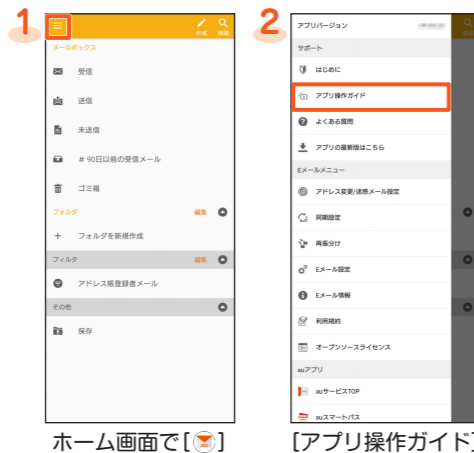 1
作成
検索
メールボックス
受信
送信
未送信
# 90日以前の受信メール
ゴミ箱
フォルダ 編集
+ フォルダを新規作成
フィルタ 編集
アドレス帳登録者メール
その他
保存
ホーム画面で[ ]
2
アプリバージョン
サポート
はじめに
アプリ操作ガイド
よくある質問
アプリの最新版はこちら
Eメールメニュー
アドレス変更/迷惑メール設定
同期設定
再振分け
Eメール設定
Eメール情報
利用規約
オープンソースライセンス
auアプリ
auサービスTOP
auスマートパス
[アプリ操作ガイド]